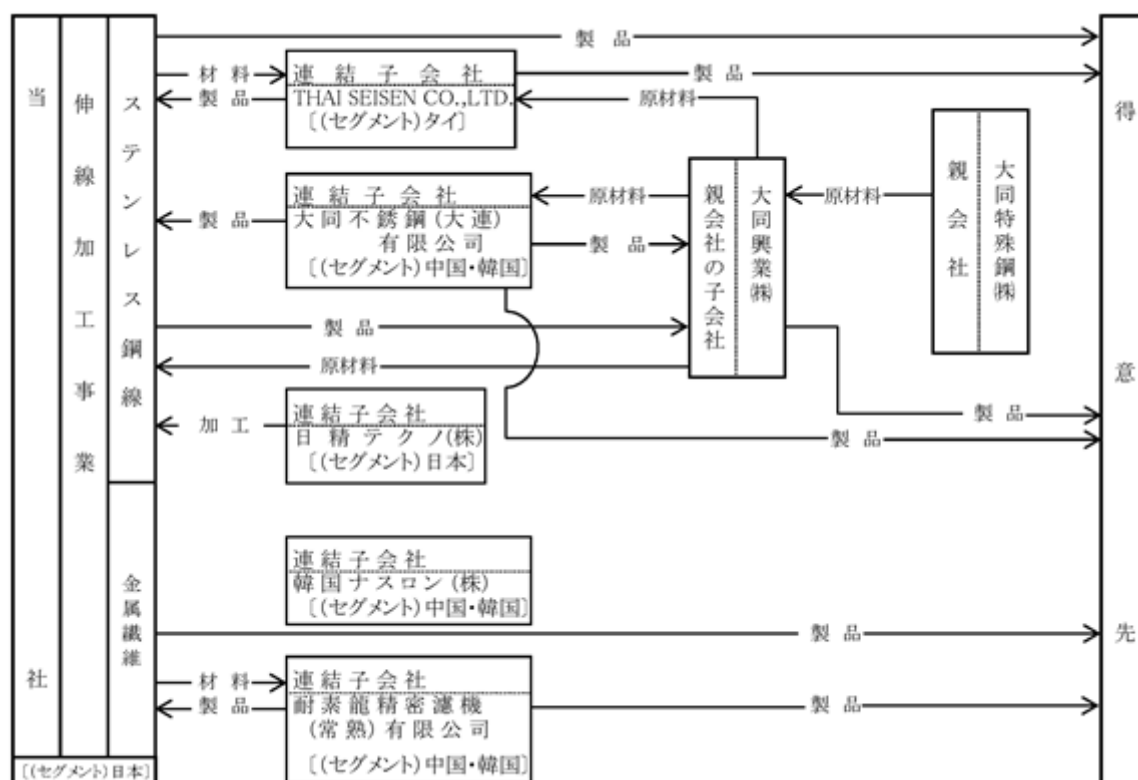 当社
伸線加工事業
ステンレス鋼線
金属繊維
[(セグメント)日本]
製品
材料
製品
連結子会社
THAI SEISEN CO.,LTD.
[(セグメント)タイ]
製品
原材料
製品
連結子会社
大同不銹鋼(大連)
有限公司
[(セグメント)中国・韓国]
原材料
製品
親会社の子会社
大同興業㈱
原材料
親会社
大同特殊鋼㈱
製品
原材料
製品
製品
加工
連結子会社
日精テクノ(株)
[(セグメント)日本]
連結子会社
韓国ナスロン(株)
[(セグメント)中国・韓国]
製品
材料
製品
連結子会社
耐素龍精密濾機
(常熟)有限公司
[(セグメント)中国・韓国]
製品
得意先